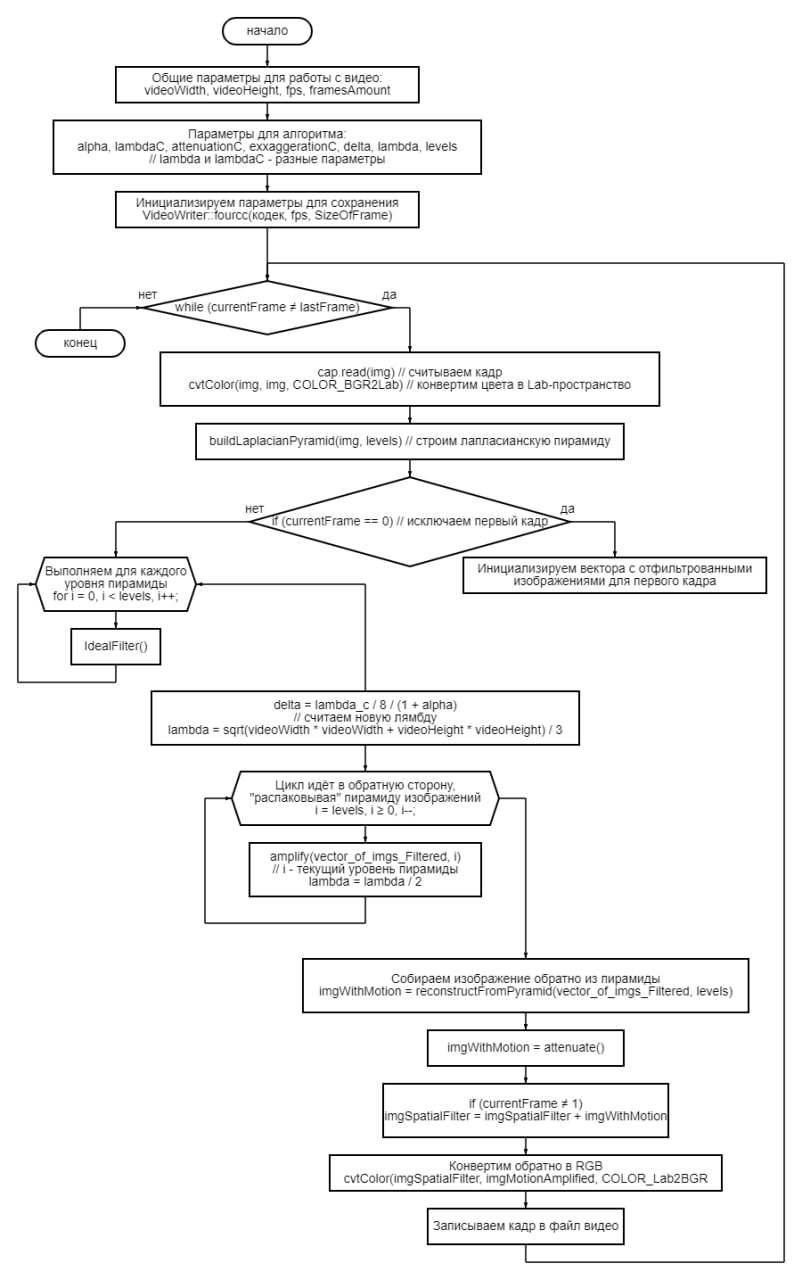 начало
Общие параметры для работы с видео:
videoWidth, videoHeight, fps, framesAmount
Параметры для алгоритма:
alpha, lambdaC, attenuationC, exxaggerationC, delta, lambda, levels
// lambda и lambdaC - разные параметры
Инициализируем параметры для сохранения
VideoWriter::fourcc(кодек, fps, SizeOfFrame)
нет
да
while (currentFrame ≠ lastFrame)
конец
cap.read(img) // считываем кадр
cvtColor(img, img, COLOR_BGR2Lab) // конвертим цвета в Lab-пространство
buildLaplacianPyramid(img, levels) // строим лапласианскую пирамиду
нет
да
if (currentFrame == 0) // исключаем первый кадр
Выполняем для каждого
уровня пирамиды
for i = 0, i < levels, i++;
Инициализируем вектора с отфильтрованными
изображениями для первого кадра
IdealFilter()
delta = lambda_c / 8 / (1 + alpha)
// считаем новую лямбду
lambda = sqrt(videoWidth * videoWidth + videoHeight * videoHeight) / 3
Цикл идёт в обратную сторону,
"распаковывая" пирамиду изображений
i = levels, i ≥ 0, i--;
amplify(vector_of_imgs_Filtered, i)
// i - текущий уровень пирамиды
lambda = lambda / 2
Собираем изображение обратно из пирамиды
imgWithMotion = reconstructFromPyramid(vector_of_imgs_Filtered, levels)
imgWithMotion = attenuate()
if (currentFrame ≠ 1)
imgSpatialFilter = imgSpatialFilter + imgWithMotion
Конвертим обратно в RGB
cvtColor(imgSpatialFilter, imgMotionAmplified, COLOR_Lab2BGR
Записываем кадр в файл видео